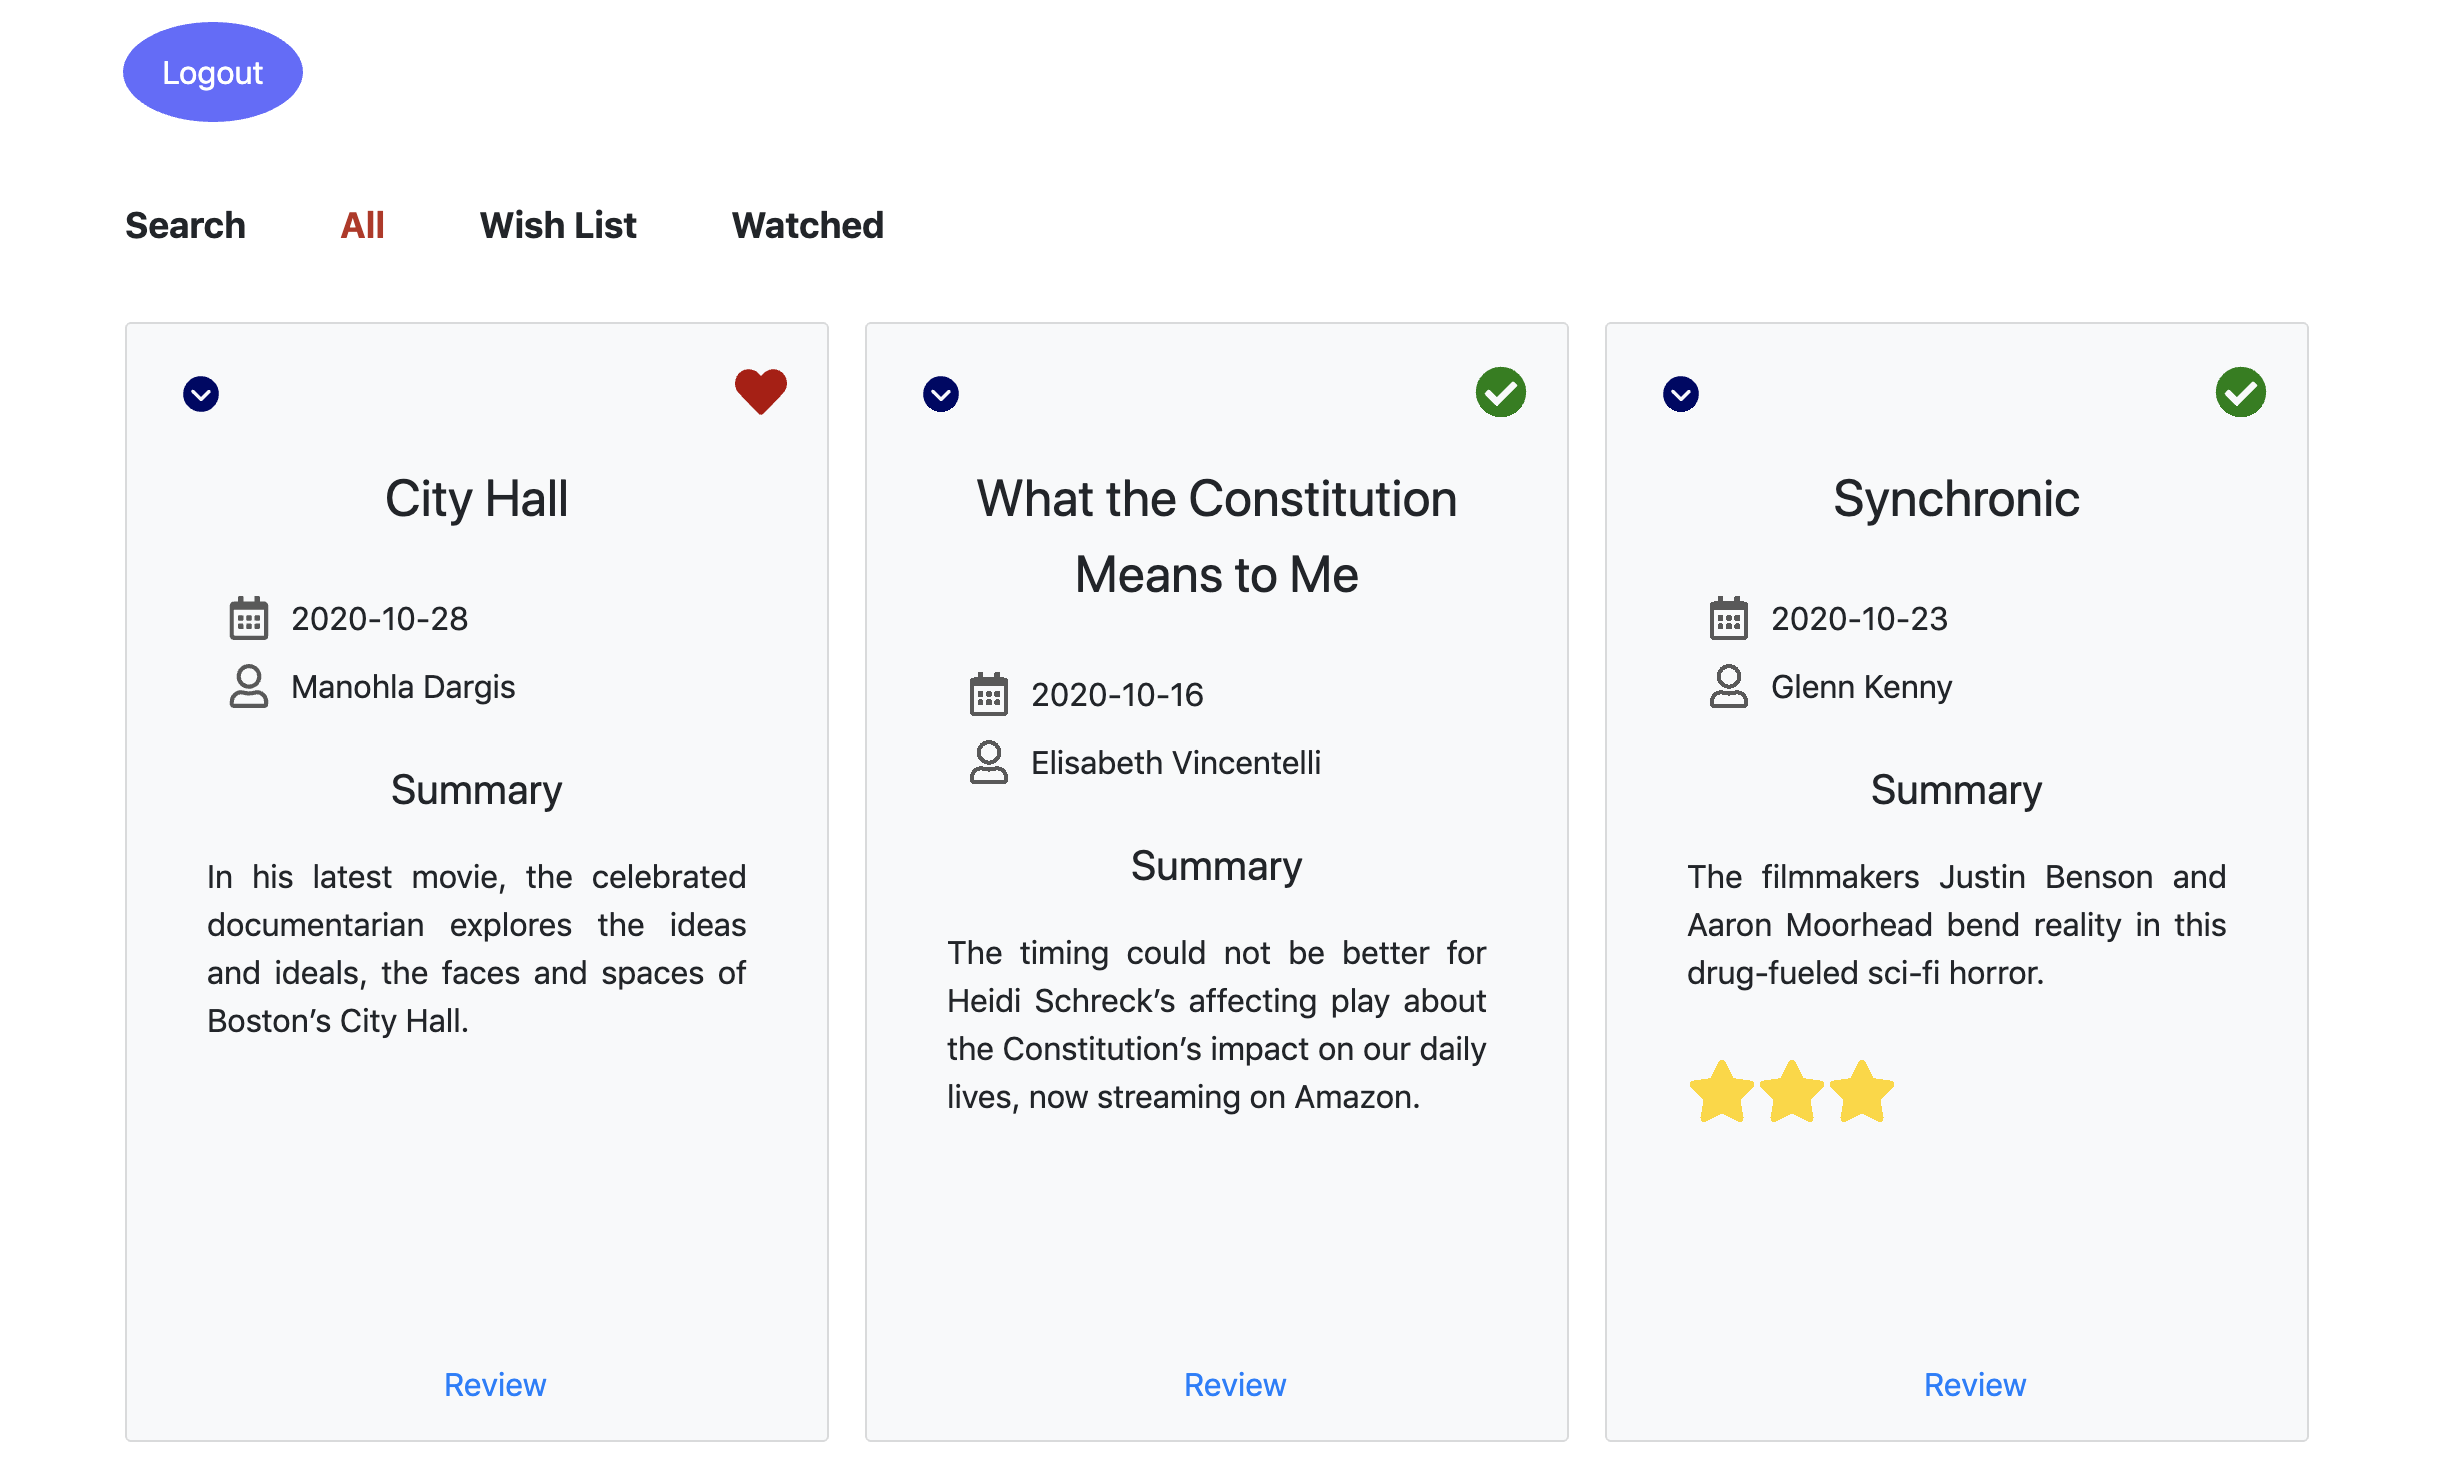 Logout
Search All Wish List Watched
City Hall
2020-10-28
Manohla Dargis
Summary
In his latest movie, the celebrated
documentarian explores the ideas
and ideals, the faces and spaces of
Boston’s City Hall.
Review
What the Constitution
Means to Me
2020-10-16
Elisabeth Vincentelli
Summary
The timing could not be better for
Heidi Schreck’s affecting play about
the Constitution’s impact on our daily
lives, now streaming on Amazon.
Review
Synchronic
2020-10-23
Glenn Kenny
Summary
The filmmakers Justin Benson and
Aaron Moorhead bend reality in this
drug-fueled sci-fi horror.
Review